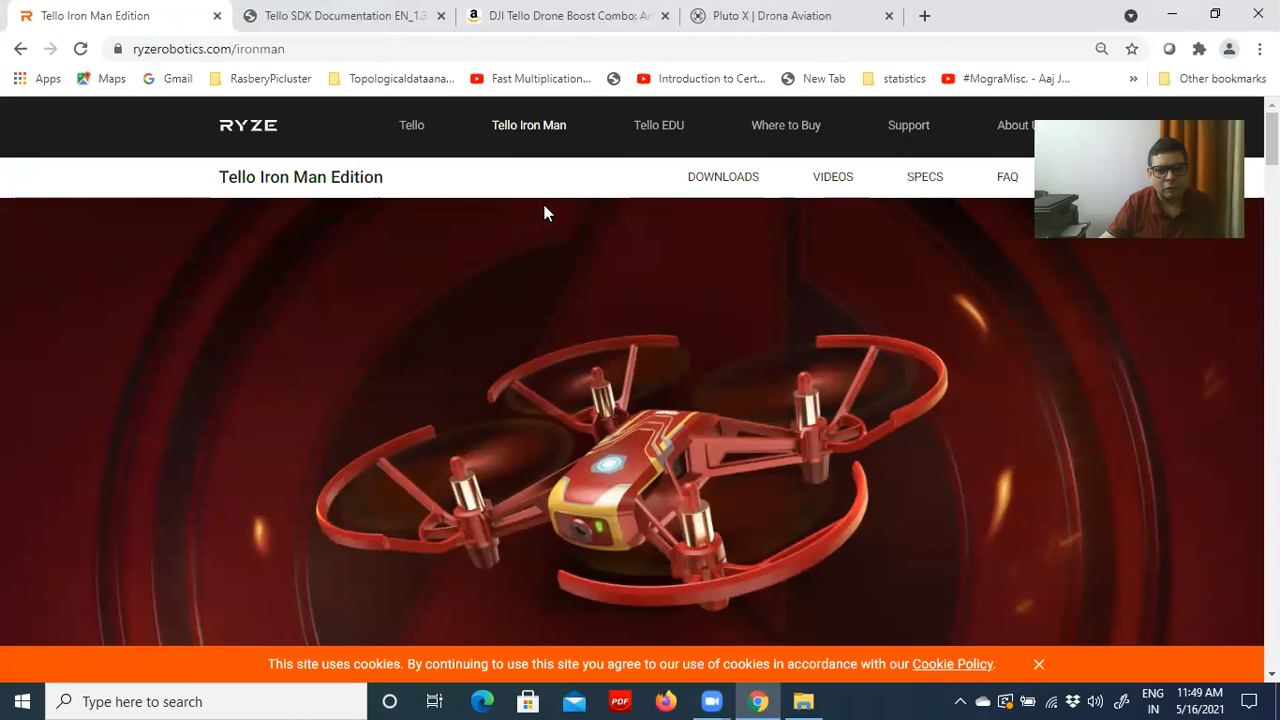 Tello Iron Man Edition
Tello SDK Documentation EN_1.3
DJI Tello Drone Boost Combo: An
Pluto X | Drona Aviation
ryzerobotics.com/ironman
Apps
Maps
Gmail
RasberyPicluster
Topologicaldataana...
Fast Multiplication...
Introduction to Cert...
New Tab
statistics
#MograMisc. - Aaj J...
»
Other bookmarks
RYZE
Tello
Tello Iron Man
Tello EDU
Where to Buy
Support
About U
Tello Iron Man Edition
DOWNLOADS
VIDEOS
SPECS
FAQ
This site uses cookies. By continuing to use this site you agree to our use of cookies in accordance with our Cookie Policy.
Type here to search
PDF
ENG
IN
11:49 AM
5/16/2021